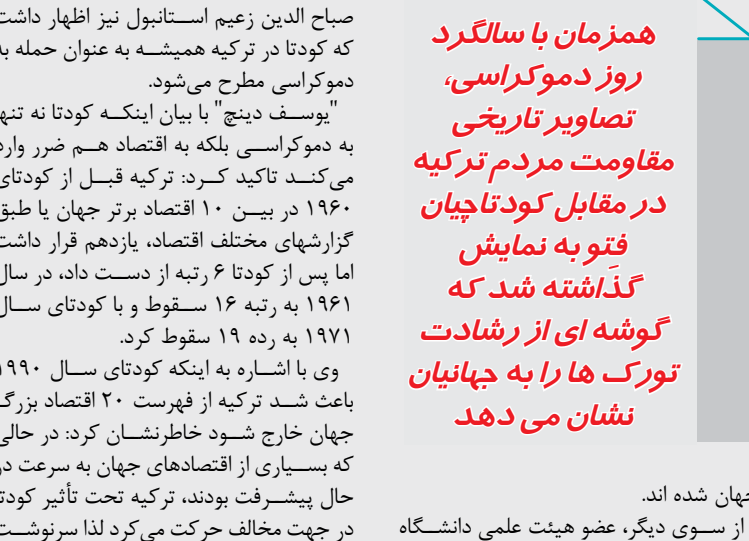 همزمان با سالگرد
روز دموکراسی،
تصاویر تاریخی
مقاومت مردم ترکیه
در مقابل کودتاچیان
فتو به نمایش
گذاشته شد که
گوشه ای از رشادت
تورک ها را به جهانیان
نشان می دهد
جهان شده اند.
از سوی دیگر، عضو هیئت علمی دانشگاه
صباح الدین زعیم استانبول نیز اظهار داشت
که کودتا در ترکیه همیشه به عنوان حمله به
دموکراسی مطرح می‌شود.
"یوسف دینچ" با بیان اینکه کودتا نه تنها
به دموکراسی بلکه به اقتصاد هم ضرر وارد
می‌کند تاکید کرد: ترکیه قبل از کودتای
۱۹۶۰ در بین ۱۰ اقتصاد برتر جهان یا طبق
گزارشهای مختلف اقتصاد، یازدهم قرار داشت
اما پس از کودتا ۶ رتبه از دست داد، در سال
۱۹۶۱ به رتبه ۱۶ سقوط و با کودتای سال
۱۹۷۱ به رده ۱۹ سقوط کرد.
وی با اشاره به اینکه کودتای سال ۱۹۹۰
باعث شد ترکیه از فهرست ۲۰ اقتصاد بزرگ
جهان خارج شود خاطرنشان کرد: در حالی
که بسیاری از اقتصادهای جهان به سرعت در
حال پیشرفت بودند، ترکیه تحت تأثیر کودتا
در جهت مخالف حرکت می‌کرد لذا سرنوشت